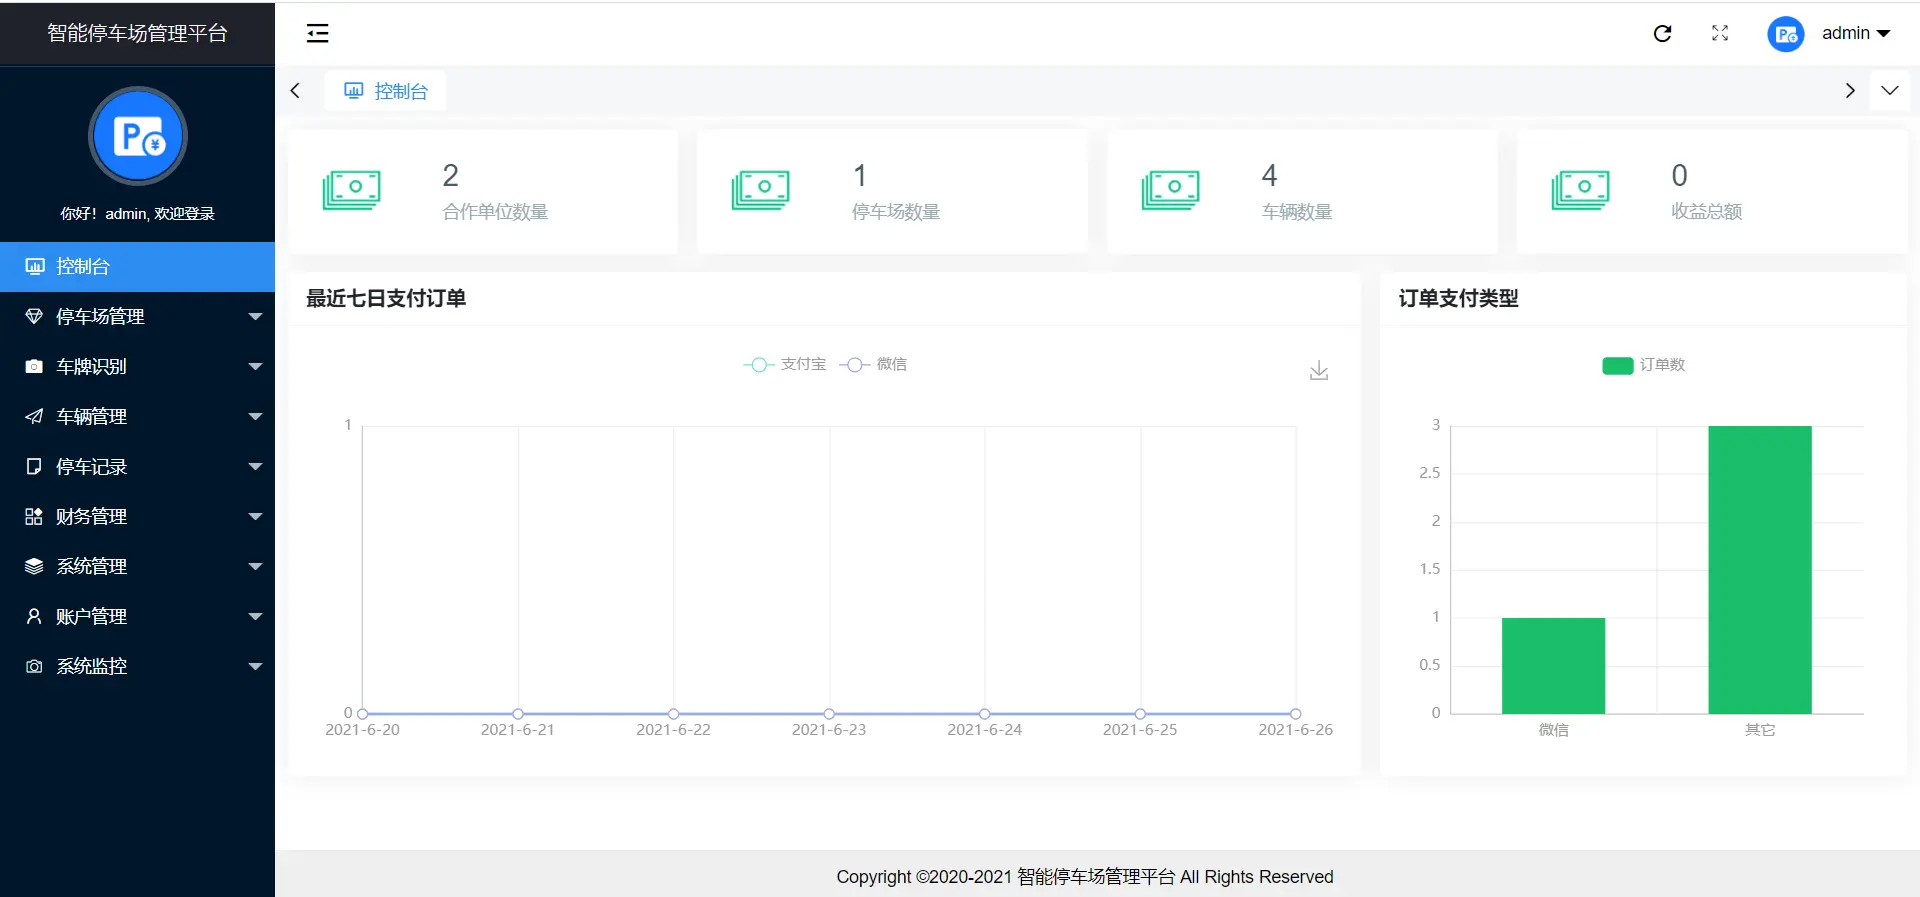 智能停车场管理平台
admin
P¥
你好！admin, 欢迎登录
控制台
停车场管理
车牌识别
车辆管理
停车记录
财务管理
系统管理
账户管理
系统监控
控制台
2
合作单位数量
1
停车场数量
4
车辆数量
0
收益总额
最近七日支付订单
支付宝 微信
1
0
2021-6-20 2021-6-21 2021-6-22 2021-6-23 2021-6-24 2021-6-25 2021-6-26
订单支付类型
订单数
3
2.5
2
1.5
1
0.5
0
微信 其它
Copyright ©2020-2021 智能停车场管理平台 All Rights Reserved